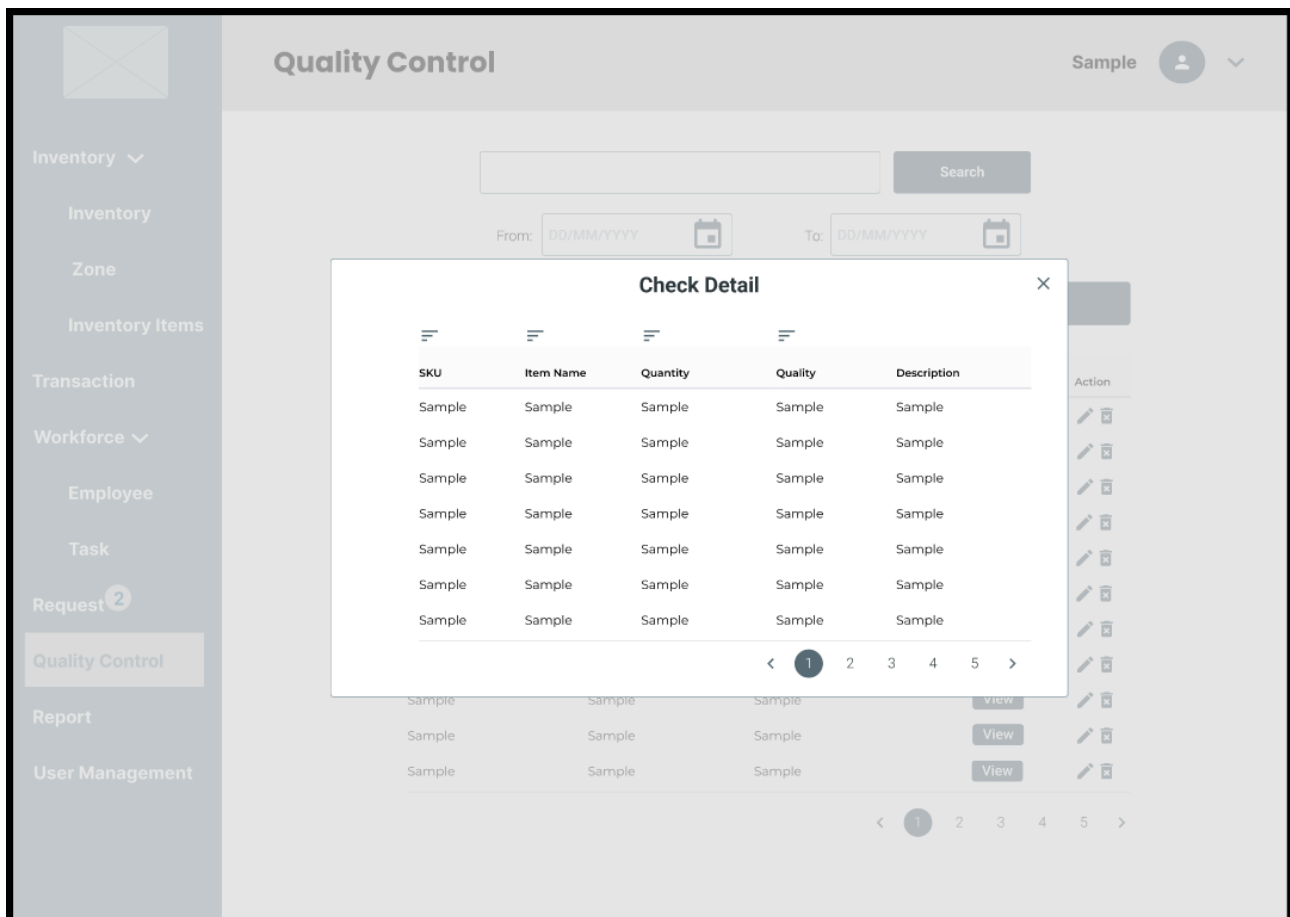 Quality Control
Sample
Inventory
Inventory
Zone
Inventory Items
Transaction
Workforce
Employee
Task
Request 2
Quality Control
Report
User Management
Search
From: DD/MM/YYYY To: DD/MM/YYYY
Check Detail
SKU Item Name Quantity Quality Description
Sample Sample Sample Sample Sample
Sample Sample Sample Sample Sample
Sample Sample Sample Sample Sample
Sample Sample Sample Sample Sample
Sample Sample Sample Sample Sample
Sample Sample Sample Sample Sample
Sample Sample Sample Sample Sample
1 2 3 4 5
Action
Sample Sample Sample View
Sample Sample Sample View
Sample Sample Sample View
1 2 3 4 5